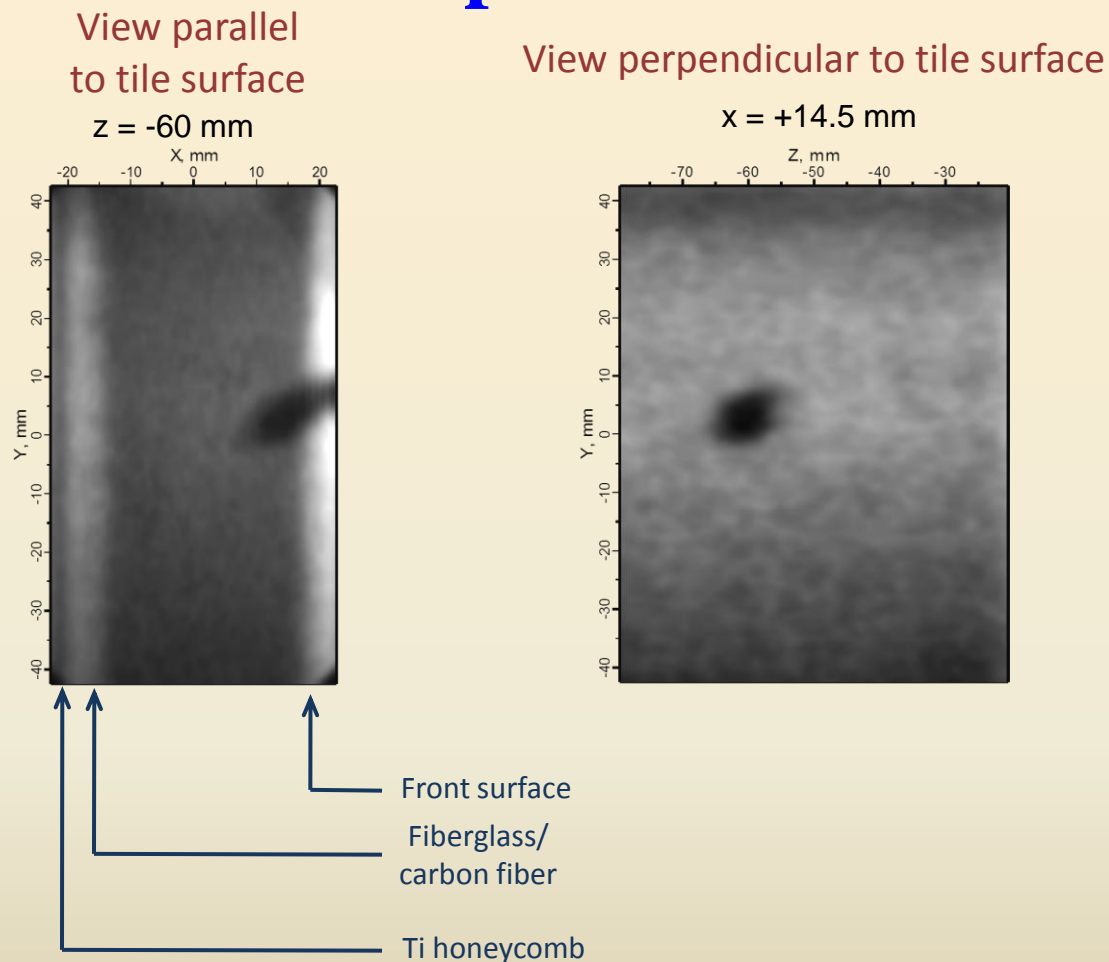 View parallel
to tile surface
z = -60 mm
X, mm
-20 -10 0 10 20
Y, mm
40
30
20
10
0
-10
-20
-30
-40
View perpendicular to tile surface
x = +14.5 mm
Z, mm
-70 -60 -50 -40 -30
Y, mm
40
30
20
10
0
-10
-20
-30
-40
Front surface
Fiberglass/
carbon fiber
Ti honeycomb